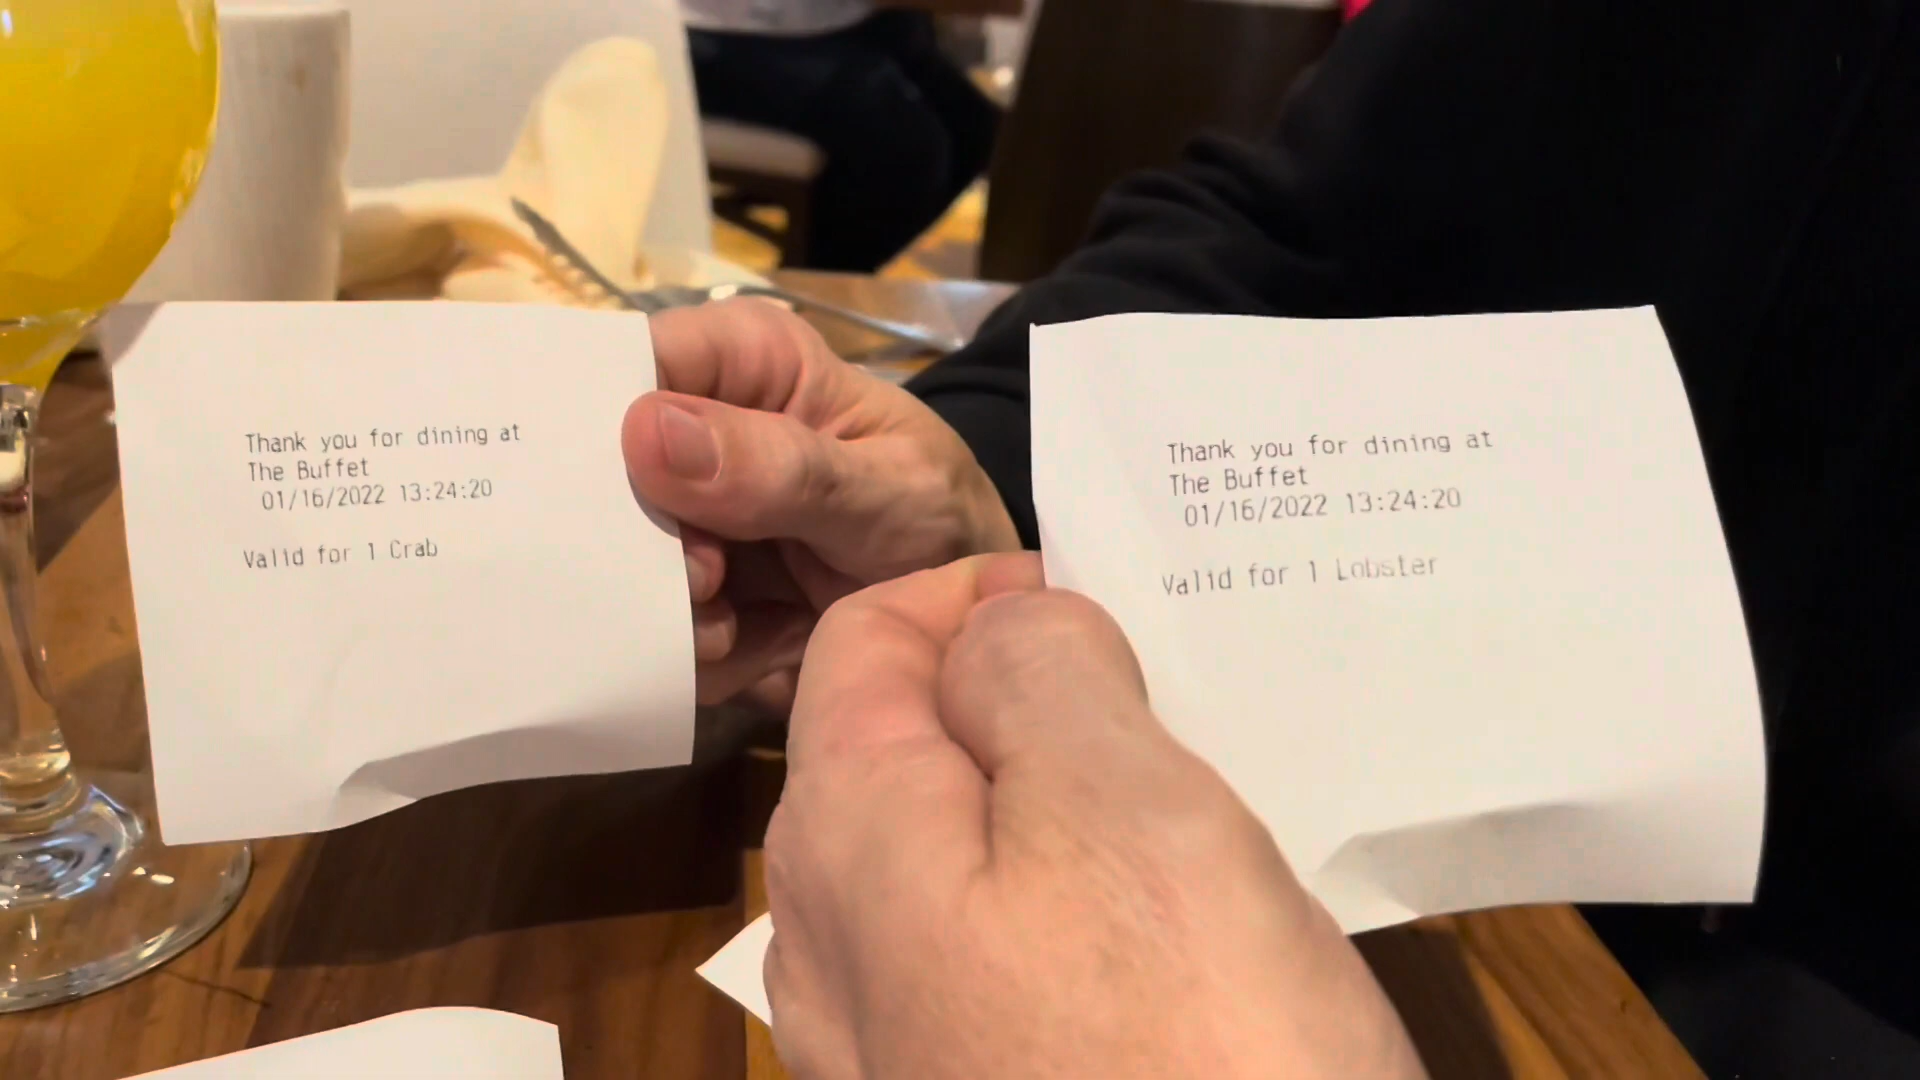 Thank you for dining at
The Buffet
01/16/2022 13:24:20
Valid for 1 Crab
Thank you for dining at
The Buffet
01/16/2022 13:24:20
Valid for 1 Lobster